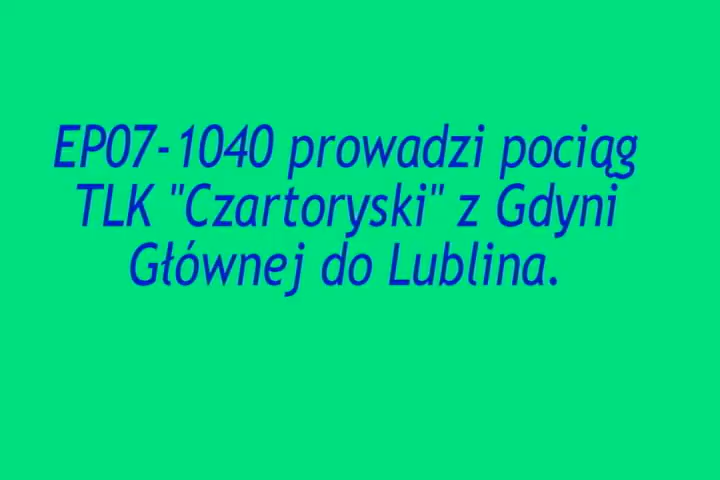 EP07-1040 prowadzi pociąg
TLK "Czartoryski" z Gdyni
Głównej do Lublina.